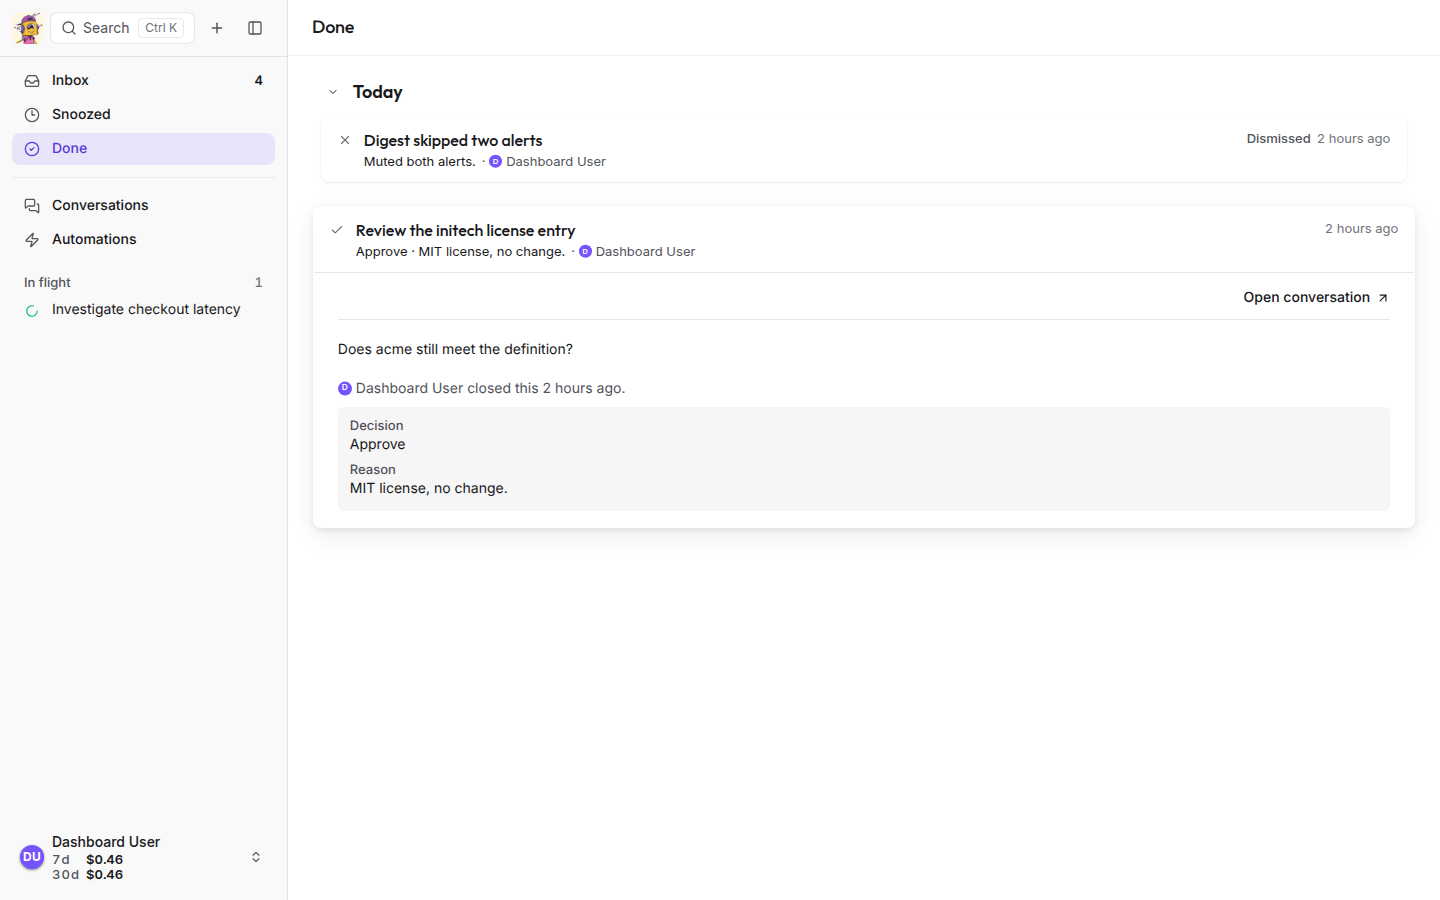 Search Ctrl K
Inbox 4
Snoozed
Done
Conversations
Automations
In flight 1
Investigate checkout latency
DU Dashboard User
7d $0.46
30d $0.46
Done
Today
Digest skipped two alerts Dismissed 2 hours ago
Muted both alerts. · D Dashboard User
Review the initech license entry 2 hours ago
Approve · MIT license, no change. · D Dashboard User
Open conversation
Does acme still meet the definition?
D Dashboard User closed this 2 hours ago.
Decision
Approve
Reason
MIT license, no change.